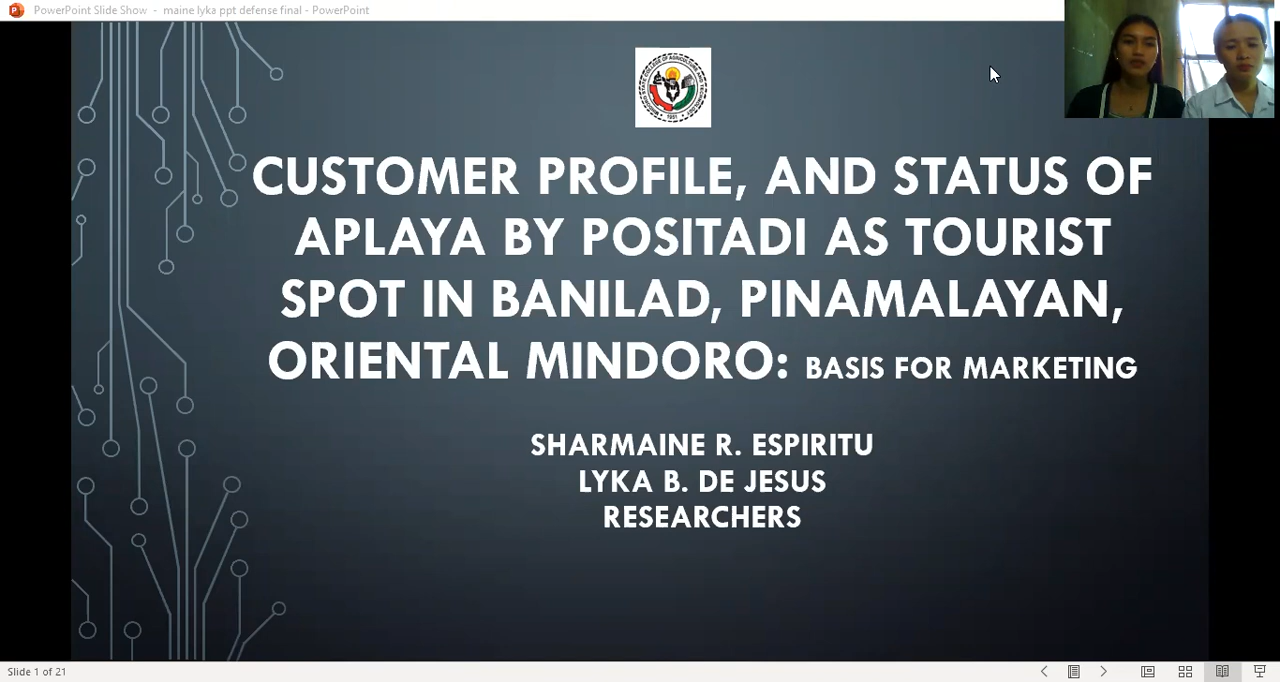 PowerPoint Slide Show - maine lyka ppt defense final - PowerPoint
CUSTOMER PROFILE, AND STATUS OF
APLAYA BY POSITADI AS TOURIST
SPOT IN BANILAD, PINAMALAYAN,
ORIENTAL MINDORO: BASIS FOR MARKETING
SHARMAINE R. ESPIRITU
LYKA B. DE JESUS
RESEARCHERS
Slide 1 of 21